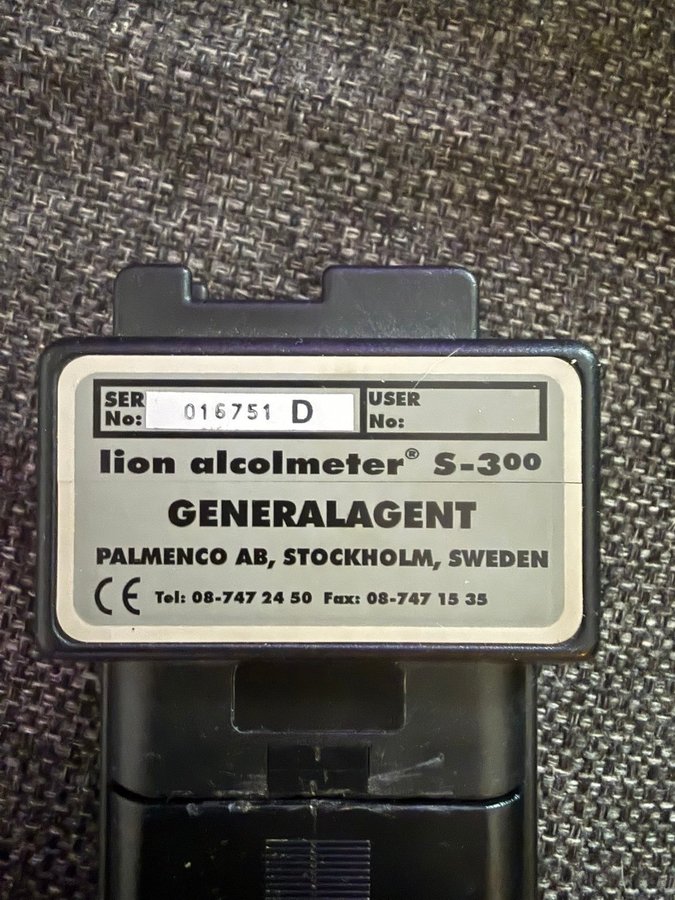 SER No: 016751 D USER No:
lion alcolmeter® S-300
GENERALAGENT
PALMENCO AB, STOCKHOLM, SWEDEN
CE Tel: 08-747 24 50 Fax: 08-747 15 35